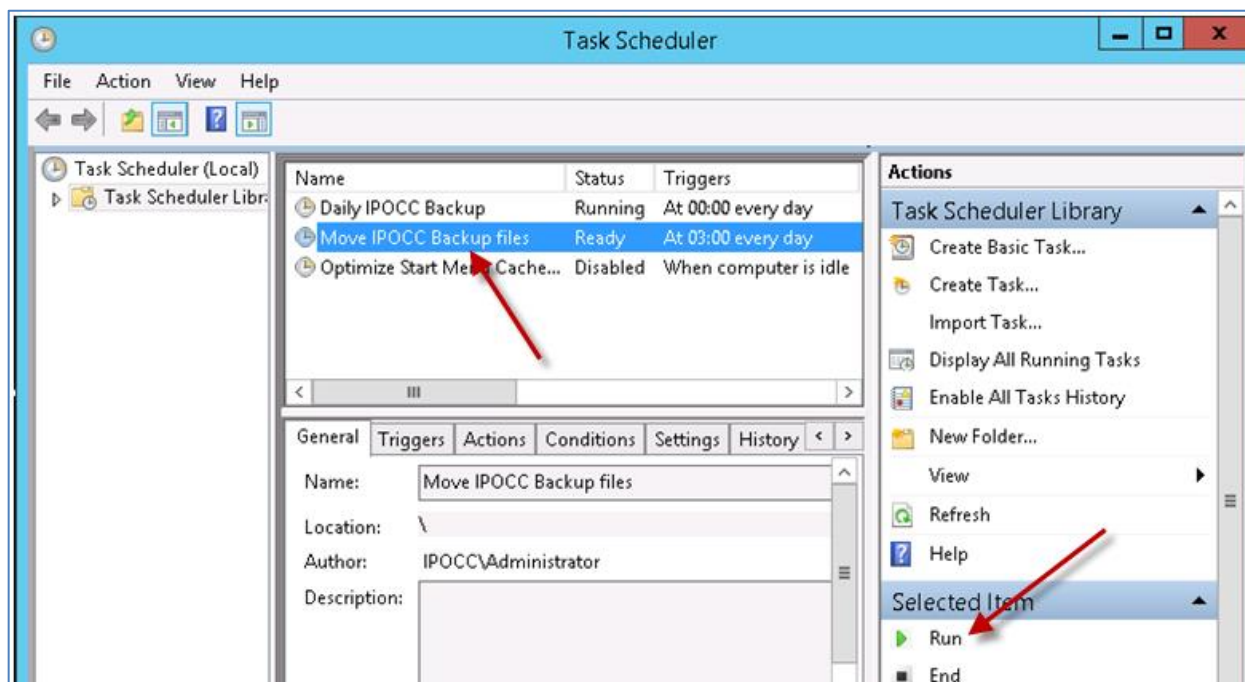 Task Scheduler
File Action View Help
Task Scheduler (Local)
Task Scheduler Libr
Name Status Triggers
Daily IPOCC Backup Running At 00:00 every day
Move IPOCC Backup files Ready At 03:00 every day
Optimize Start Menu Cache... Disabled When computer is idle
General Triggers Actions Conditions Settings History
Name: Move IPOCC Backup files
Location: \
Author: IPOCC\Administrator
Description:
Actions
Task Scheduler Library
Create Basic Task...
Create Task...
Import Task...
Display All Running Tasks
Enable All Tasks History
New Folder...
View
Refresh
Help
Selected Item
Run
End